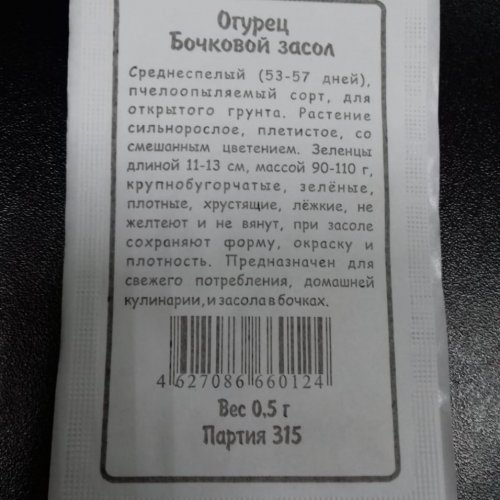 Огурец
Бочковой засол
Среднеспелый (53-57 дней),
пчелоопыляемый сорт, для
открытого грунта. Растение
сильнорослое, плетистое, со
смешанным цветением. Зеленцы
длиной 11-13 см, массой 90-110 г,
крупнобугорчатые, зелёные,
плотные, хрустящие, лёжкие, не
желтеют и не вянут, при засоле
сохраняют форму, окраску и
плотность. Предназначен для
свежего потребления, домашней
кулинарии, и засола в бочках.
4 627086 660124
Вес 0,5 г
Партия 315